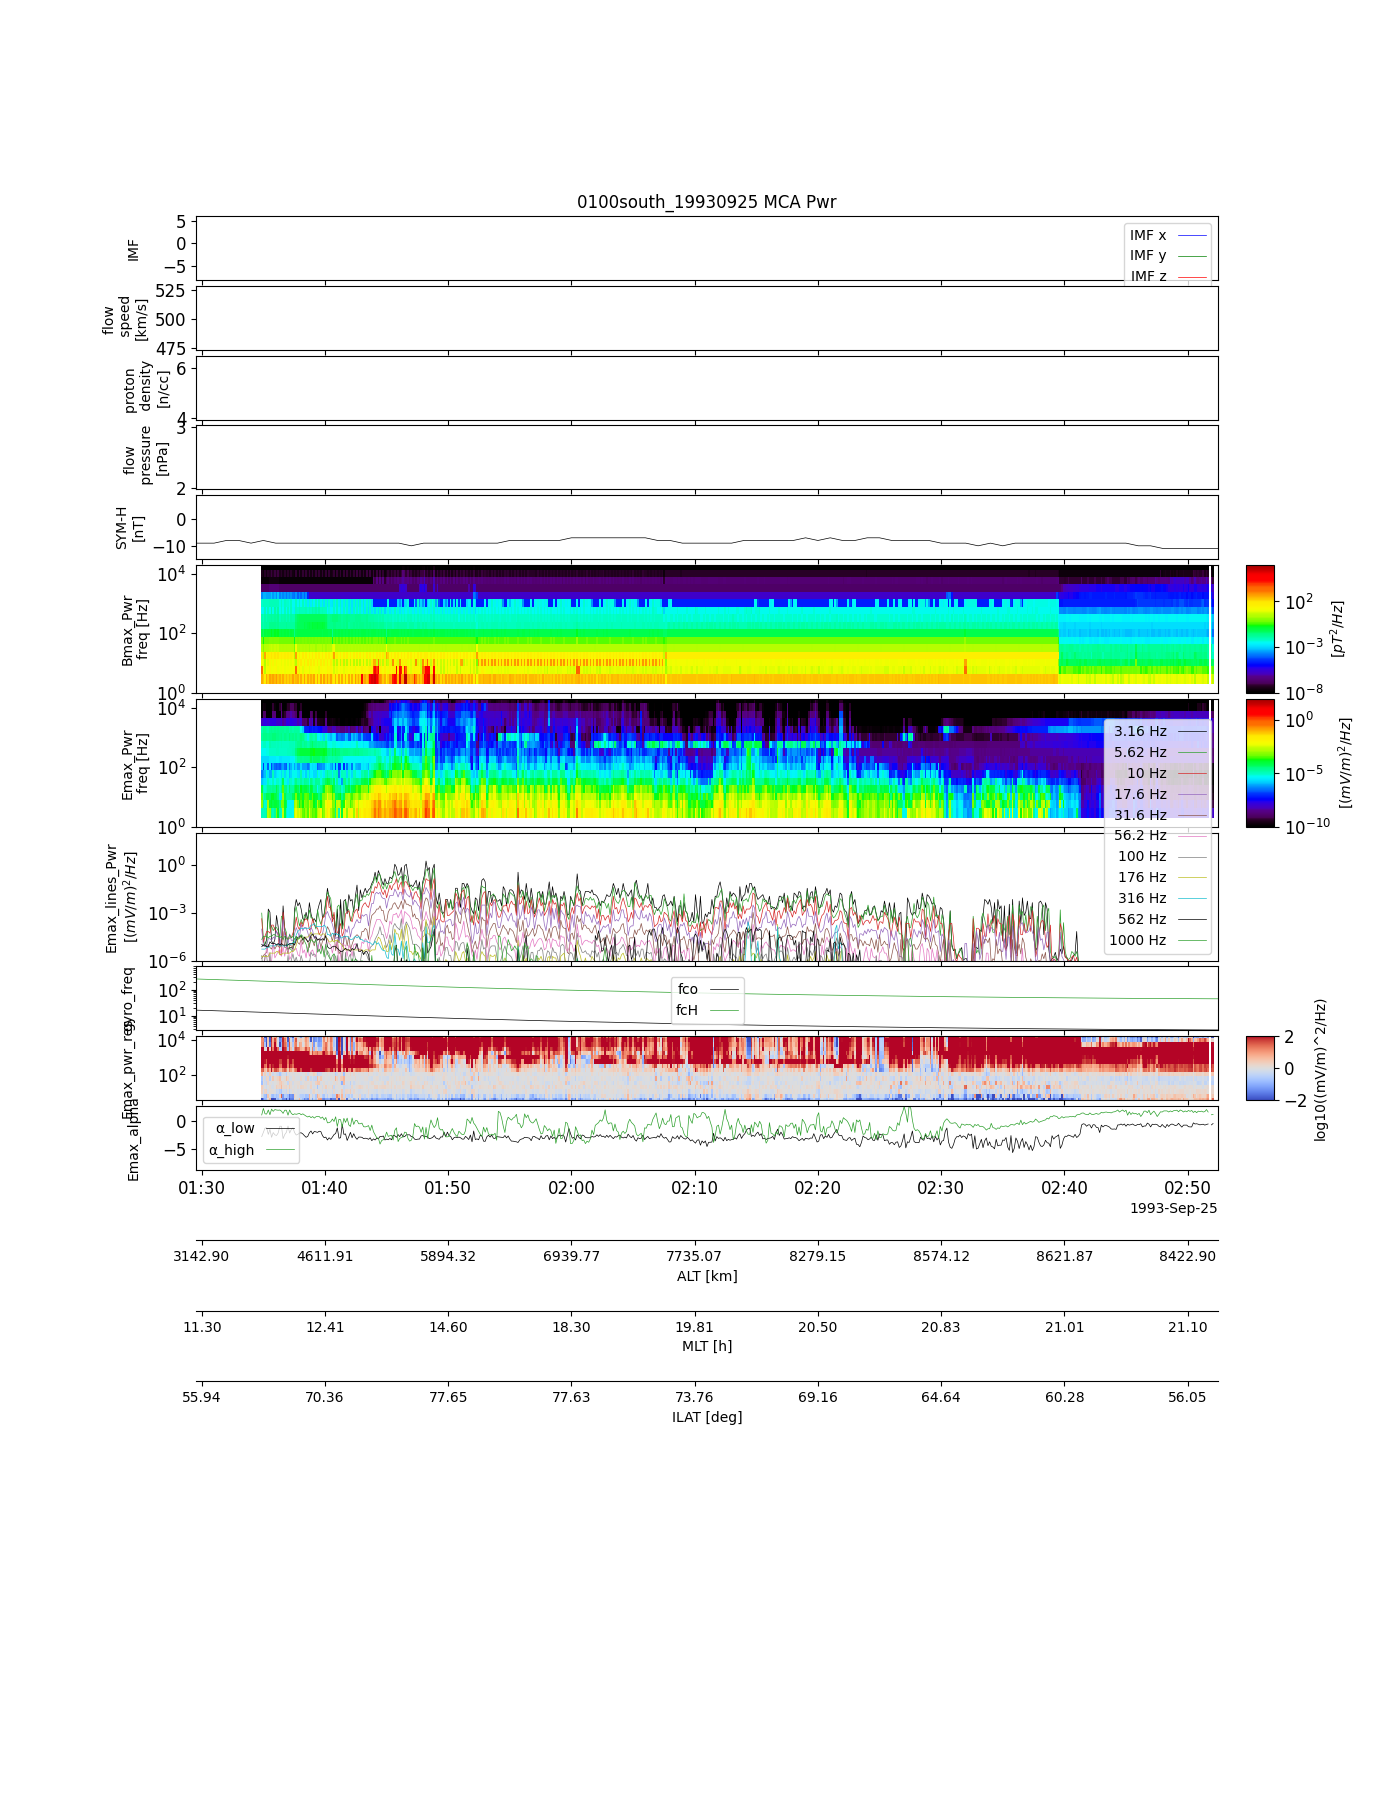 0100south_19930925 MCA Pwr
5
0
−5
IMF
IMF x
IMF y
IMF z
525
500
475
flow
speed
[km/s]
6
4
proton
density
[n/cc]
3
2
flow
pressure
[nPa]
0
−10
SYM-H
[nT]
10^4
10^2
10^0
Bmax_Pwr
freq [Hz]
10^2
10^−3
10^−8
[pT^2/Hz]
10^4
10^2
10^0
Emax_Pwr
freq [Hz]
10^0
10^−5
10^−10
[(mV/m)^2/Hz]
3.16 Hz
5.62 Hz
10 Hz
17.6 Hz
31.6 Hz
56.2 Hz
100 Hz
176 Hz
316 Hz
562 Hz
1000 Hz
10^0
10^−3
10^−6
Emax_lines_Pwr
[(mV/m)^2/Hz]
10^2
10^1
gyro_freq
fco
fcH
10^4
10^2
Emax_pwr_reg
2
0
−2
log10((mV/m)^2/Hz)
0
−5
Emax_alpha
α_low
α_high
01:30 01:40 01:50 02:00 02:10 02:20 02:30 02:40 02:50
1993-Sep-25
3142.90 4611.91 5894.32 6939.77 7735.07 8279.15 8574.12 8621.87 8422.90
ALT [km]
11.30 12.41 14.60 18.30 19.81 20.50 20.83 21.01 21.10
MLT [h]
55.94 70.36 77.65 77.63 73.76 69.16 64.64 60.28 56.05
ILAT [deg]